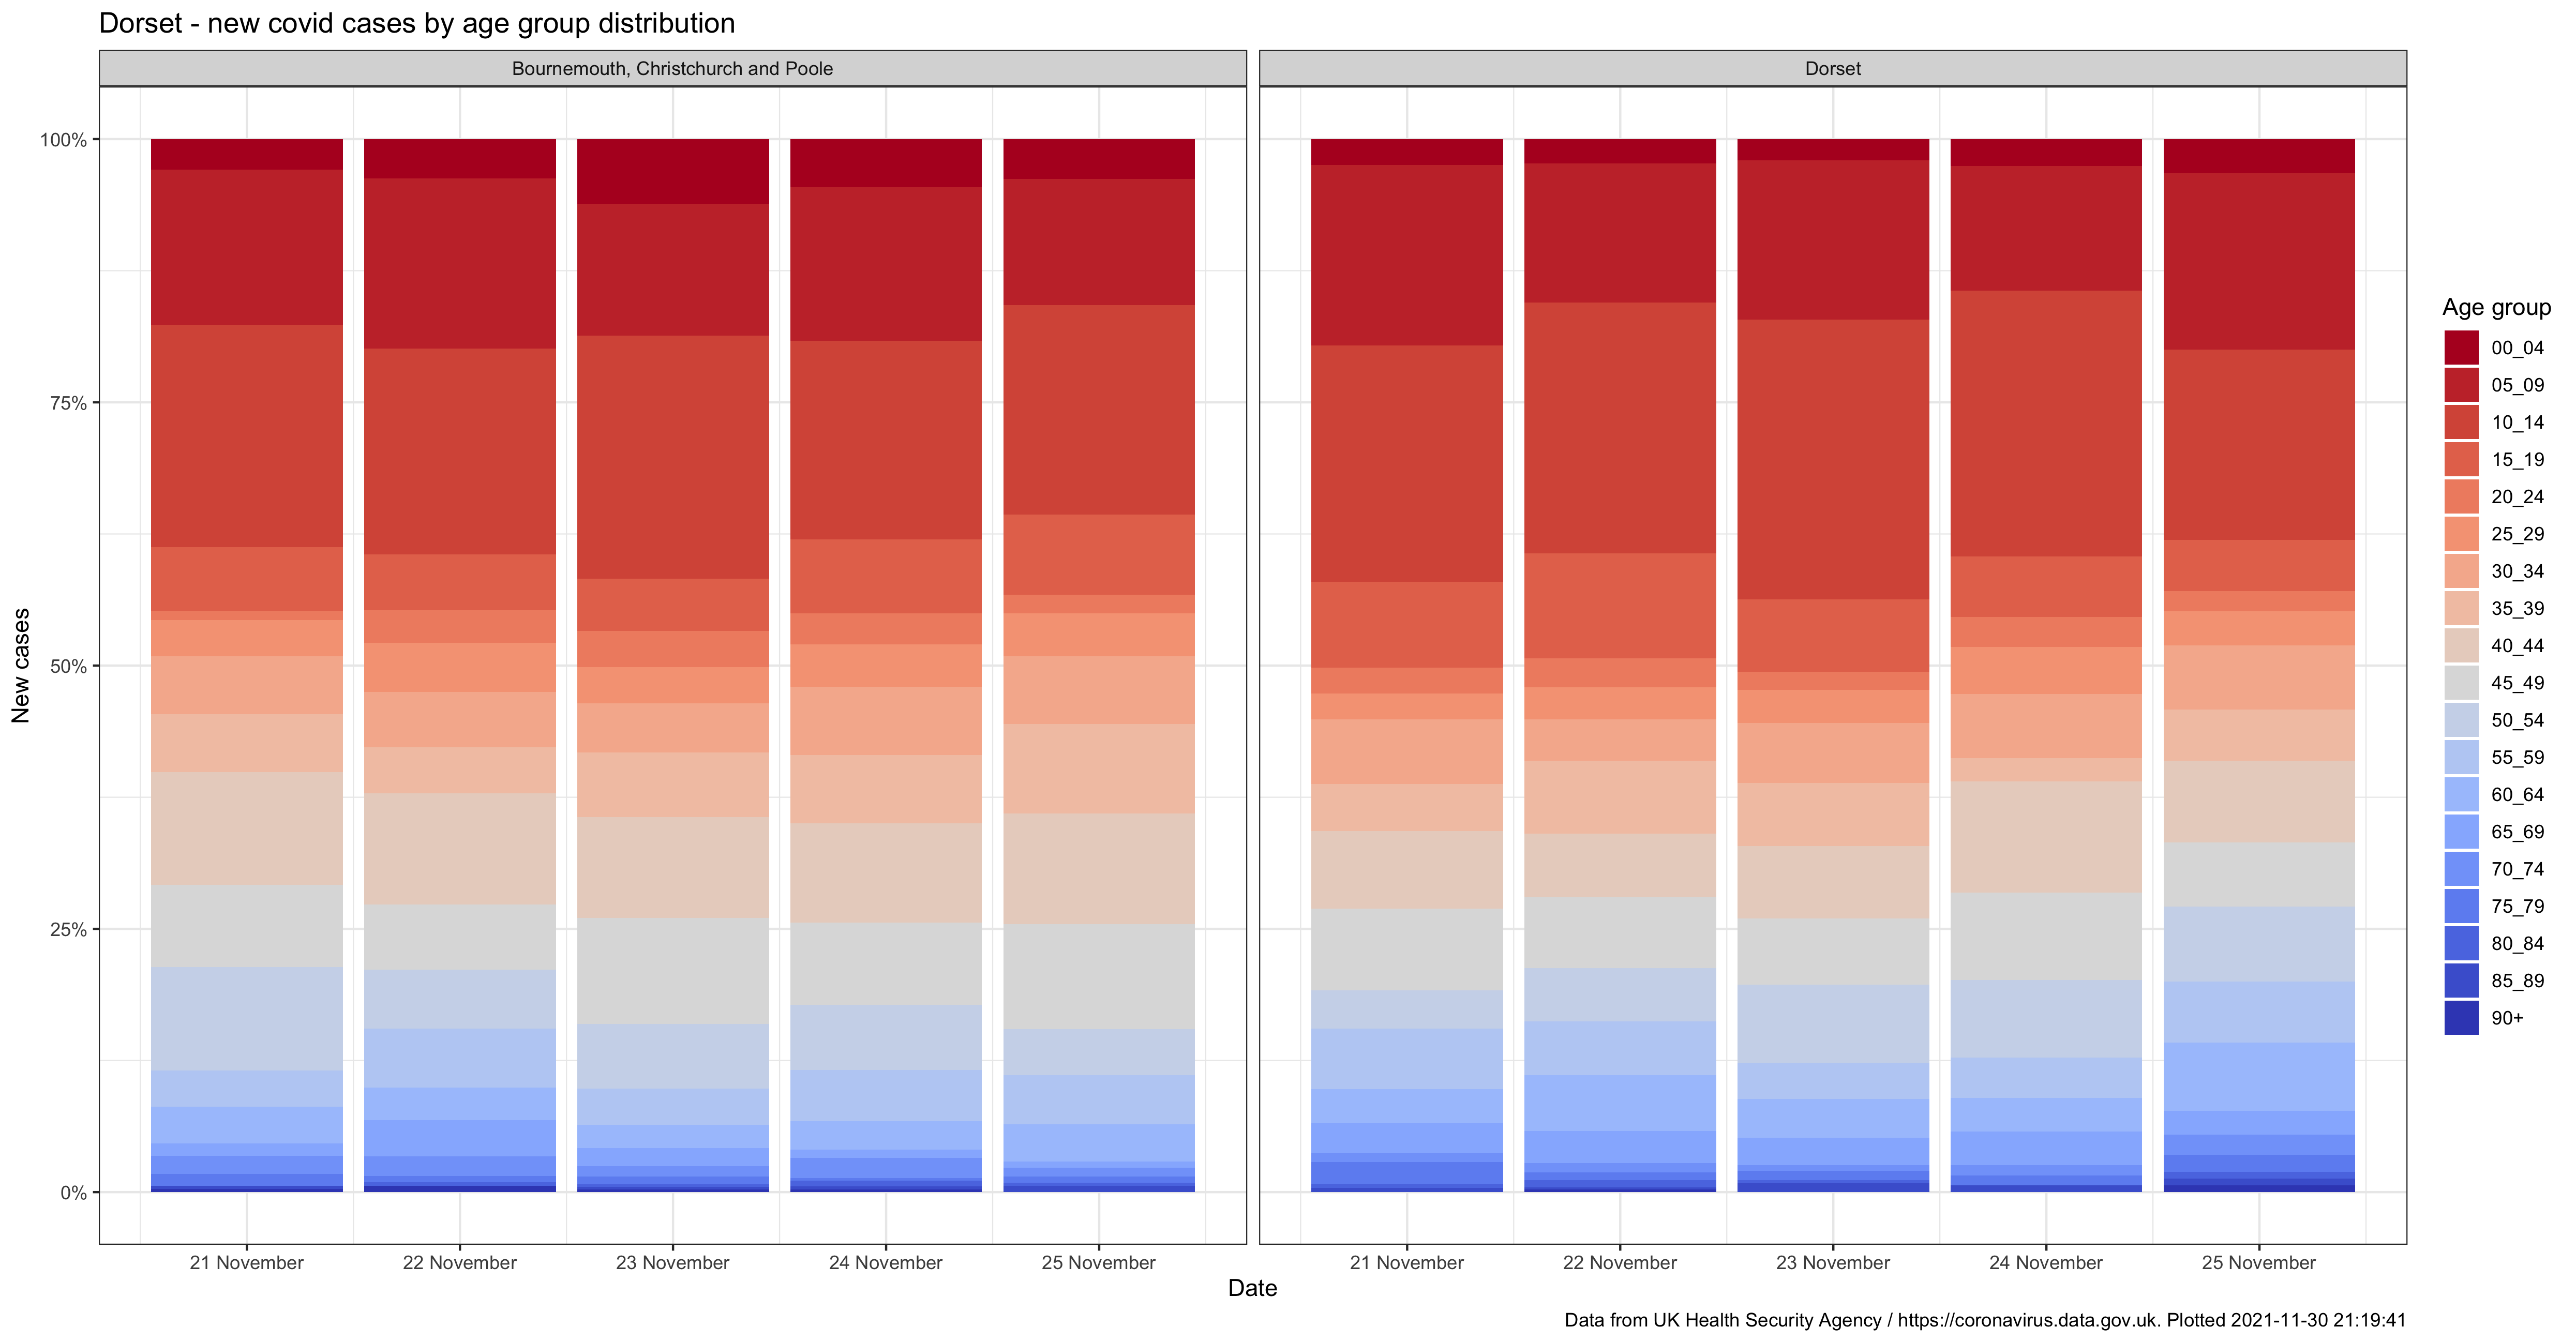 Dorset - new covid cases by age group distribution
Bournemouth, Christchurch and Poole
Dorset
100%
75%
50%
25%
0%
New cases
21 November
22 November
23 November
24 November
25 November
21 November
22 November
23 November
24 November
25 November
Date
Age group
00_04
05_09
10_14
15_19
20_24
25_29
30_34
35_39
40_44
45_49
50_54
55_59
60_64
65_69
70_74
75_79
80_84
85_89
90+
Data from UK Health Security Agency / https://coronavirus.data.gov.uk. Plotted 2021-11-30 21:19:41